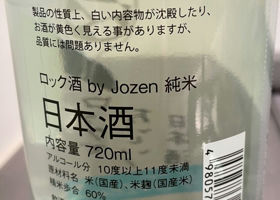 製品の性質上、白い内容物が沈殿したり、
お酒が黄色く見える事がありますが、
品質には問題ありません。
ロック酒 by Jozen 純米
日本酒
内容量 720ml
アルコール分 10度以上11度未満
原材料名 米(国産)、米麹(国産米)
精米歩合 60%
4 98057